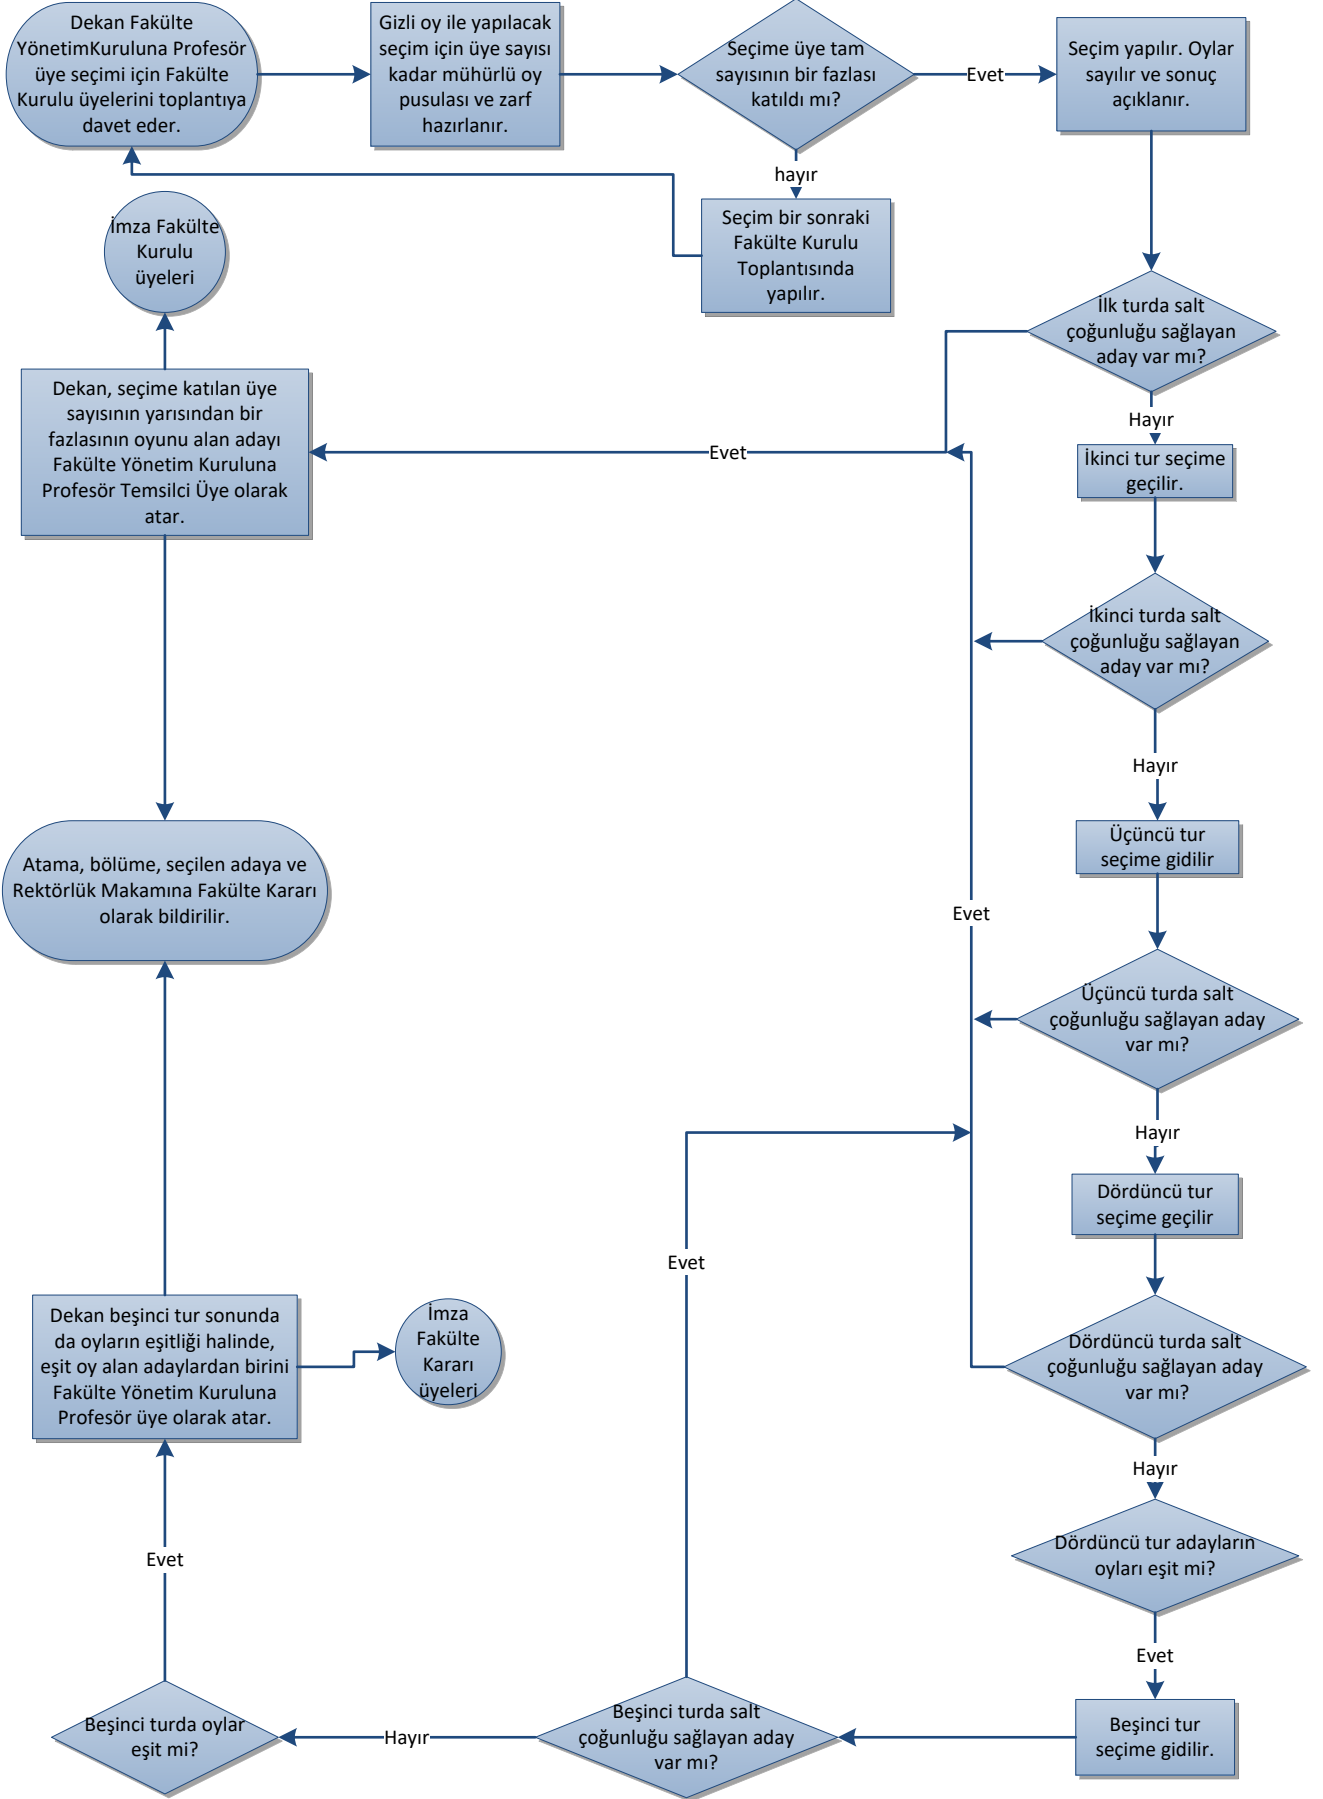 Dekan Fakülte
YönetimKuruluna Profesör
üye seçimi için Fakülte
Kurulu üyelerini toplantıya
davet eder.
Gizli oy ile yapılacak
seçim için üye sayısı
kadar mühürlü oy
pusulası ve zarf
hazırlanır.
Seçime üye tam
sayısının bir fazlası
katıldı mı?
Evet
Seçim yapılır. Oylar
sayılır ve sonuç
açıklanır.
hayır
Seçim bir sonraki
Fakülte Kurulu
Toplantısında
yapılır.
İmza Fakülte
Kurulu
üyeleri
İlk turda salt
çoğunluğu sağlayan
aday var mı?
Dekan, seçime katılan üye
sayısının yarısından bir
fazlasının oyunu alan adayı
Fakülte Yönetim Kuruluna
Profesör Temsilci Üye olarak
atar.
Evet
Hayır
İkinci tur seçime
geçilir.
İkinci turda salt
çoğunluğu sağlayan
aday var mı?
Hayır
Üçüncü tur
seçime gidilir
Atama, bölüme, seçilen adaya ve
Rektörlük Makamına Fakülte Kararı
olarak bildirilir.
Evet
Üçüncü turda salt
çoğunluğu sağlayan aday
var mı?
Hayır
Dördüncü tur
seçime geçilir
Evet
Dekan beşinci tur sonunda
da oyların eşitliği halinde,
eşit oy alan adaylardan birini
Fakülte Yönetim Kuruluna
Profesör üye olarak atar.
İmza
Fakülte
Kararı
üyeleri
Dördüncü turda salt
çoğunluğu sağlayan aday
var mı?
Hayır
Dördüncü tur adayların
oyları eşit mi?
Evet
Evet
Beşinci tur
seçime gidilir.
Beşinci turda salt
çoğunluğu sağlayan aday
var mı?
Hayır
Beşinci turda oylar
eşit mi?